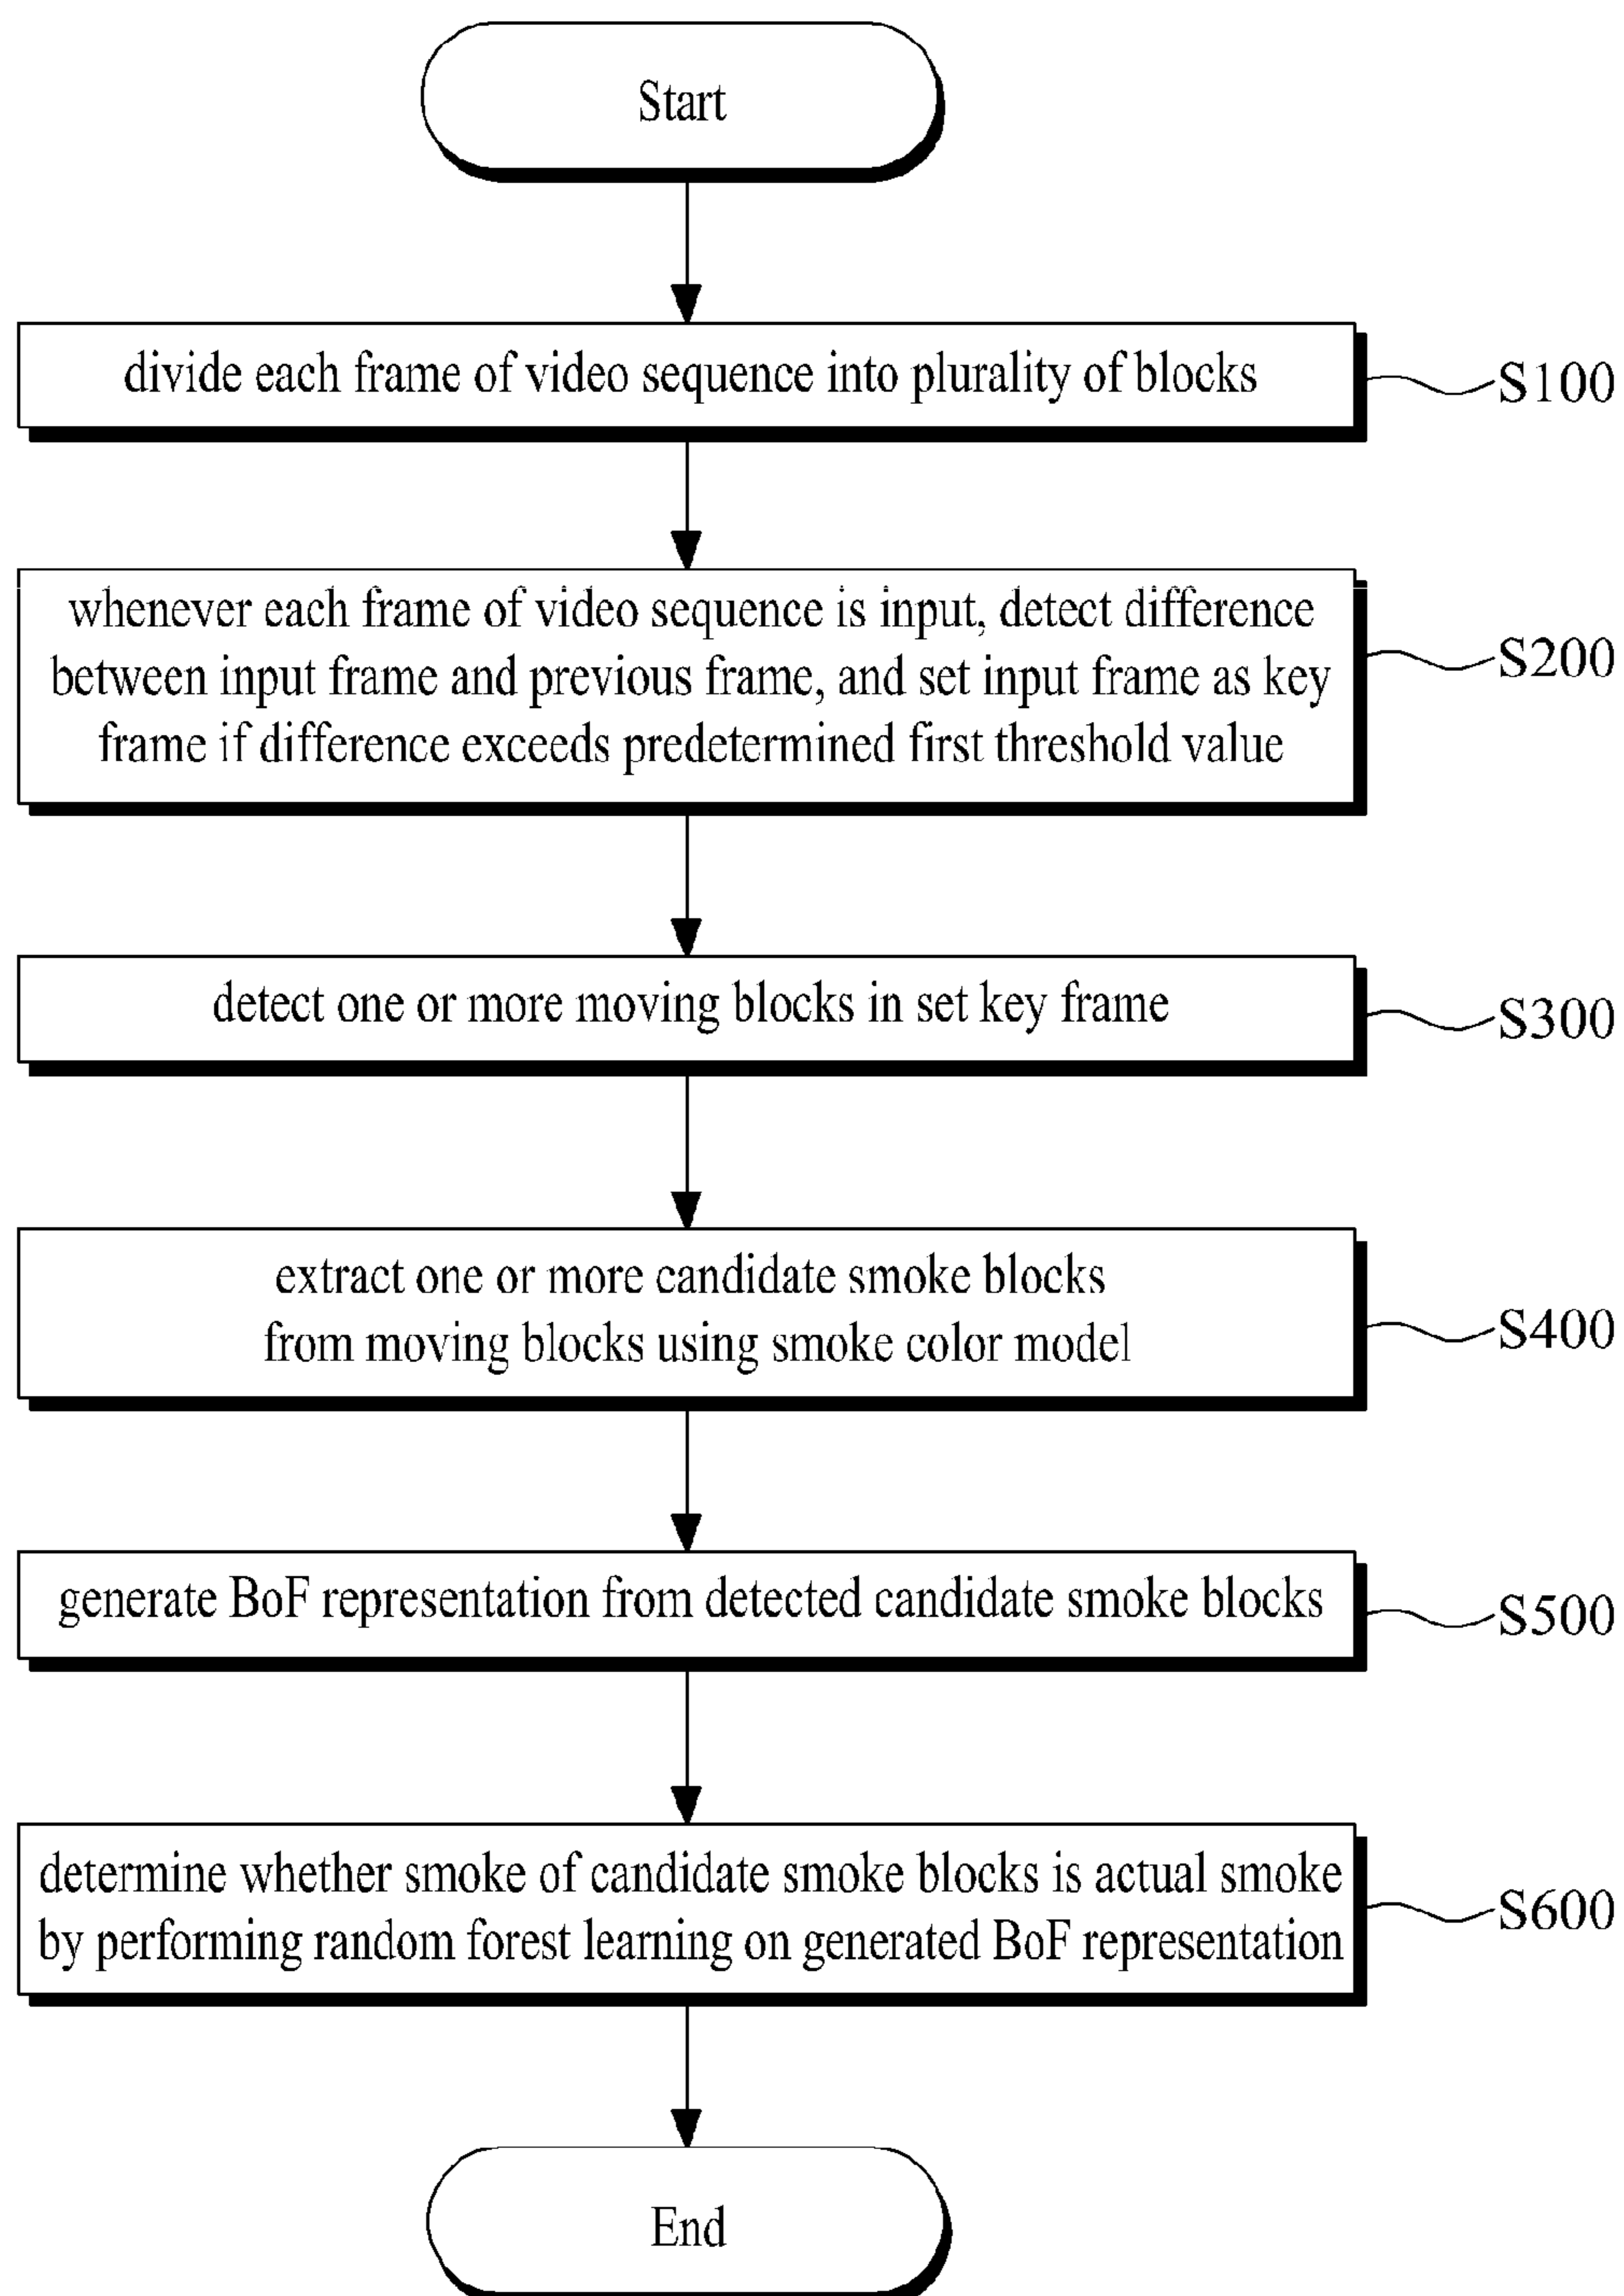 Start
divide each frame of video sequence into plurality of blocks
S100
whenever each frame of video sequence is input, detect difference
between input frame and previous frame, and set input frame as key
frame if difference exceeds predetermined first threshold value
S200
detect one or more moving blocks in set key frame
S300
extract one or more candidate smoke blocks
from moving blocks using smoke color model
S400
generate BoF representation from detected candidate smoke blocks
S500
determine whether smoke of candidate smoke blocks is actual smoke
by performing random forest learning on generated BoF representation
S600
End